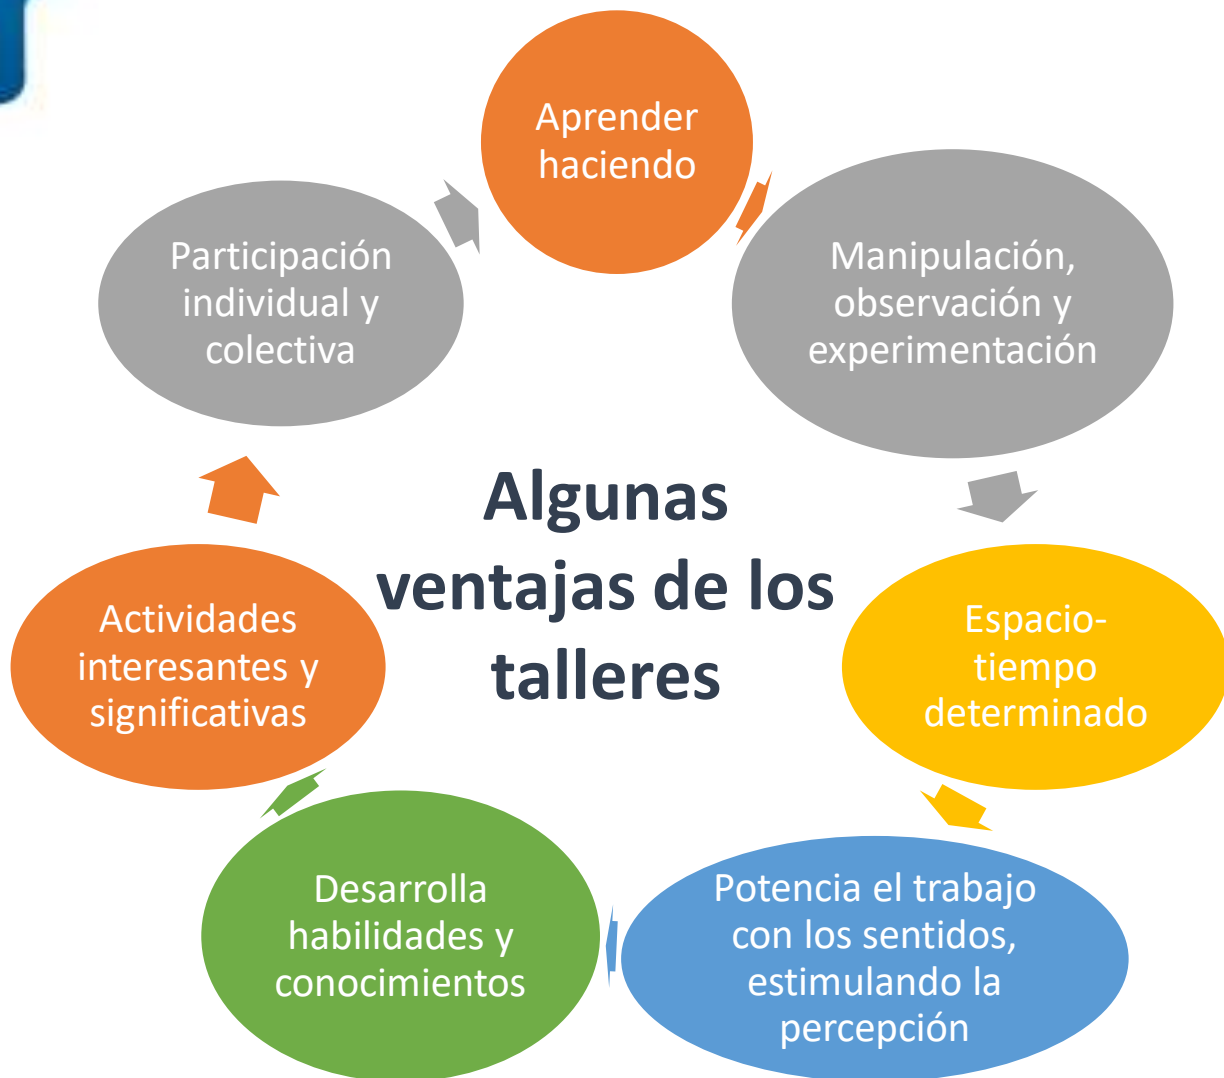 Aprender
haciendo
Manipulación,
observación y
experimentación
Espacio-
tiempo
determinado
Potencia el trabajo
con los sentidos,
estimulando la
percepción
Desarrolla
habilidades y
conocimientos
Actividades
interesantes y
significativas
Participación
individual y
colectiva
Algunas
ventajas de los
talleres